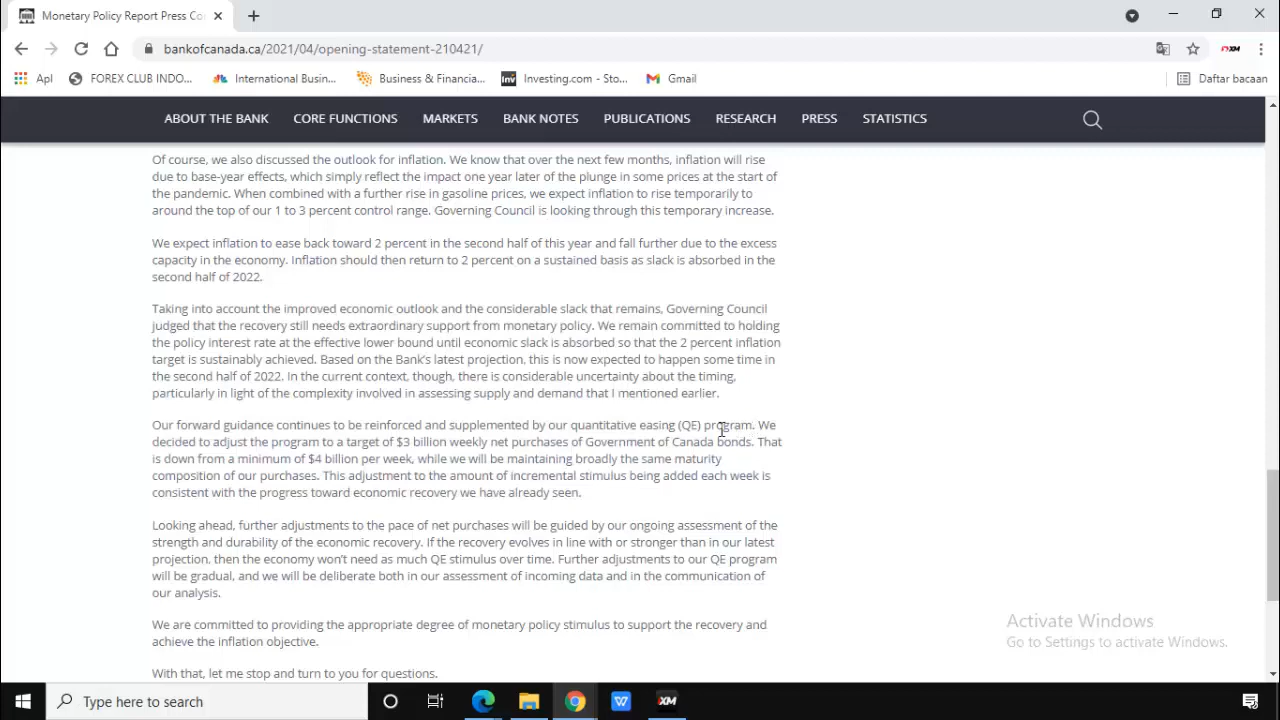 Monetary Policy Report Press Co
bankofcanada.ca/2021/04/opening-statement-210421/
Apl
FOREX CLUB INDO...
International Busin...
Business & Financia...
Inv
Investing.com - Sto...
Gmail
Daftar bacaan
XM
ABOUT THE BANK
CORE FUNCTIONS
MARKETS
BANK NOTES
PUBLICATIONS
RESEARCH
PRESS
STATISTICS
Of course, we also discussed the outlook for inflation. We know that over the next few months, inflation will rise
due to base-year effects, which simply reflect the impact one year later of the plunge in some prices at the start of
the pandemic. When combined with a further rise in gasoline prices, we expect inflation to rise temporarily to
around the top of our 1 to 3 percent control range. Governing Council is looking through this temporary increase.
We expect inflation to ease back toward 2 percent in the second half of this year and fall further due to the excess
capacity in the economy. Inflation should then return to 2 percent on a sustained basis as slack is absorbed in the
second half of 2022.
Taking into account the improved economic outlook and the considerable slack that remains, Governing Council
judged that the recovery still needs extraordinary support from monetary policy. We remain committed to holding
the policy interest rate at the effective lower bound until economic slack is absorbed so that the 2 percent inflation
target is sustainably achieved. Based on the Bank's latest projection, this is now expected to happen some time in
the second half of 2022. In the current context, though, there is considerable uncertainty about the timing,
particularly in light of the complexity involved in assessing supply and demand that I mentioned earlier.
Our forward guidance continues to be reinforced and supplemented by our quantitative easing (QE) program. We
decided to adjust the program to a target of $3 billion weekly net purchases of Government of Canada bonds. That
is down from a minimum of $4 billion per week, while we will be maintaining broadly the same maturity
composition of our purchases. This adjustment to the amount of incremental stimulus being added each week is
consistent with the progress toward economic recovery we have already seen.
Looking ahead, further adjustments to the pace of net purchases will be guided by our ongoing assessment of the
strength and durability of the economic recovery. If the recovery evolves in line with or stronger than in our latest
projection, then the economy won't need as much QE stimulus over time. Further adjustments to our QE program
will be gradual, and we will be deliberate both in our assessment of incoming data and in the communication of
our analysis.
We are committed to providing the appropriate degree of monetary policy stimulus to support the recovery and
achieve the inflation objective.
With that, let me stop and turn to you for questions.
Activate Windows
Go to Settings to activate Windows.
Type here to search
W
XM